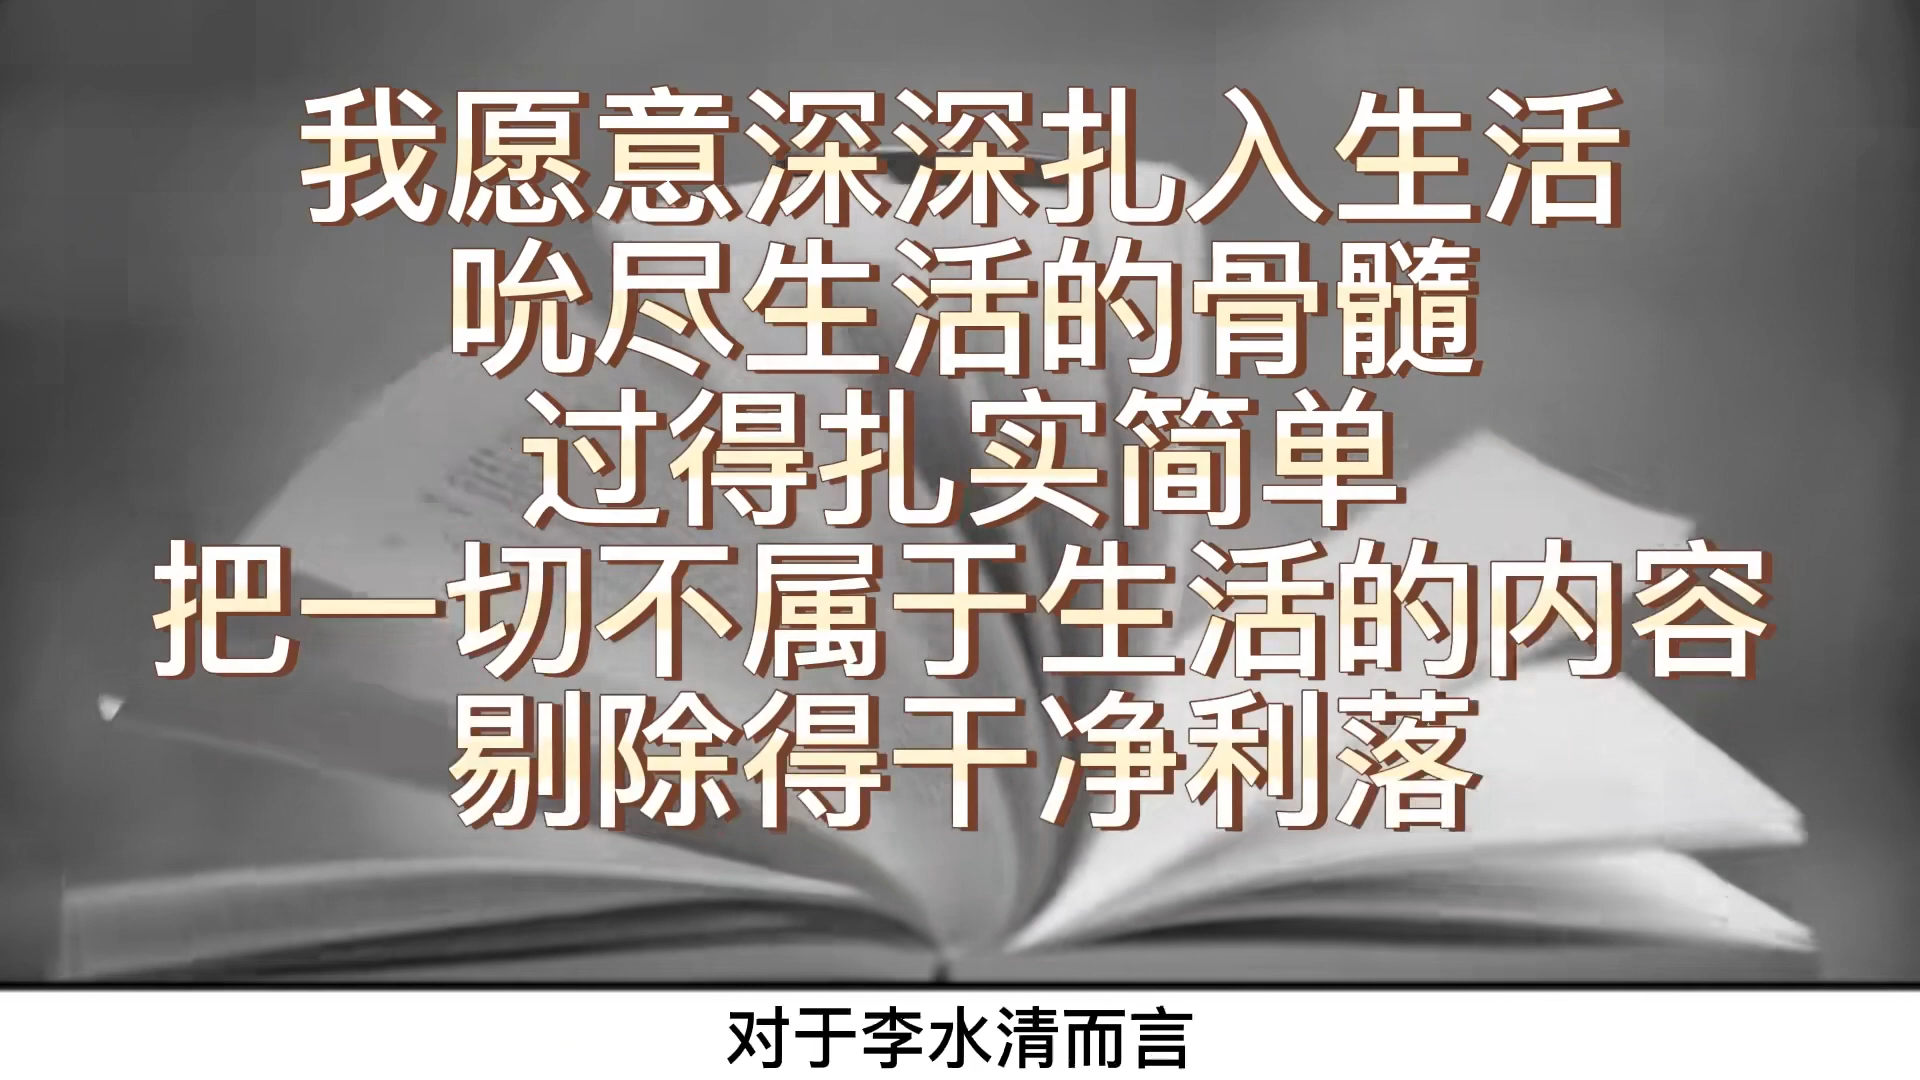 我愿意深深扎入生活
吮尽生活的骨髓
过得扎实简单
把一切不属于生活的内容
剔除得干净利落
对于李水清而言